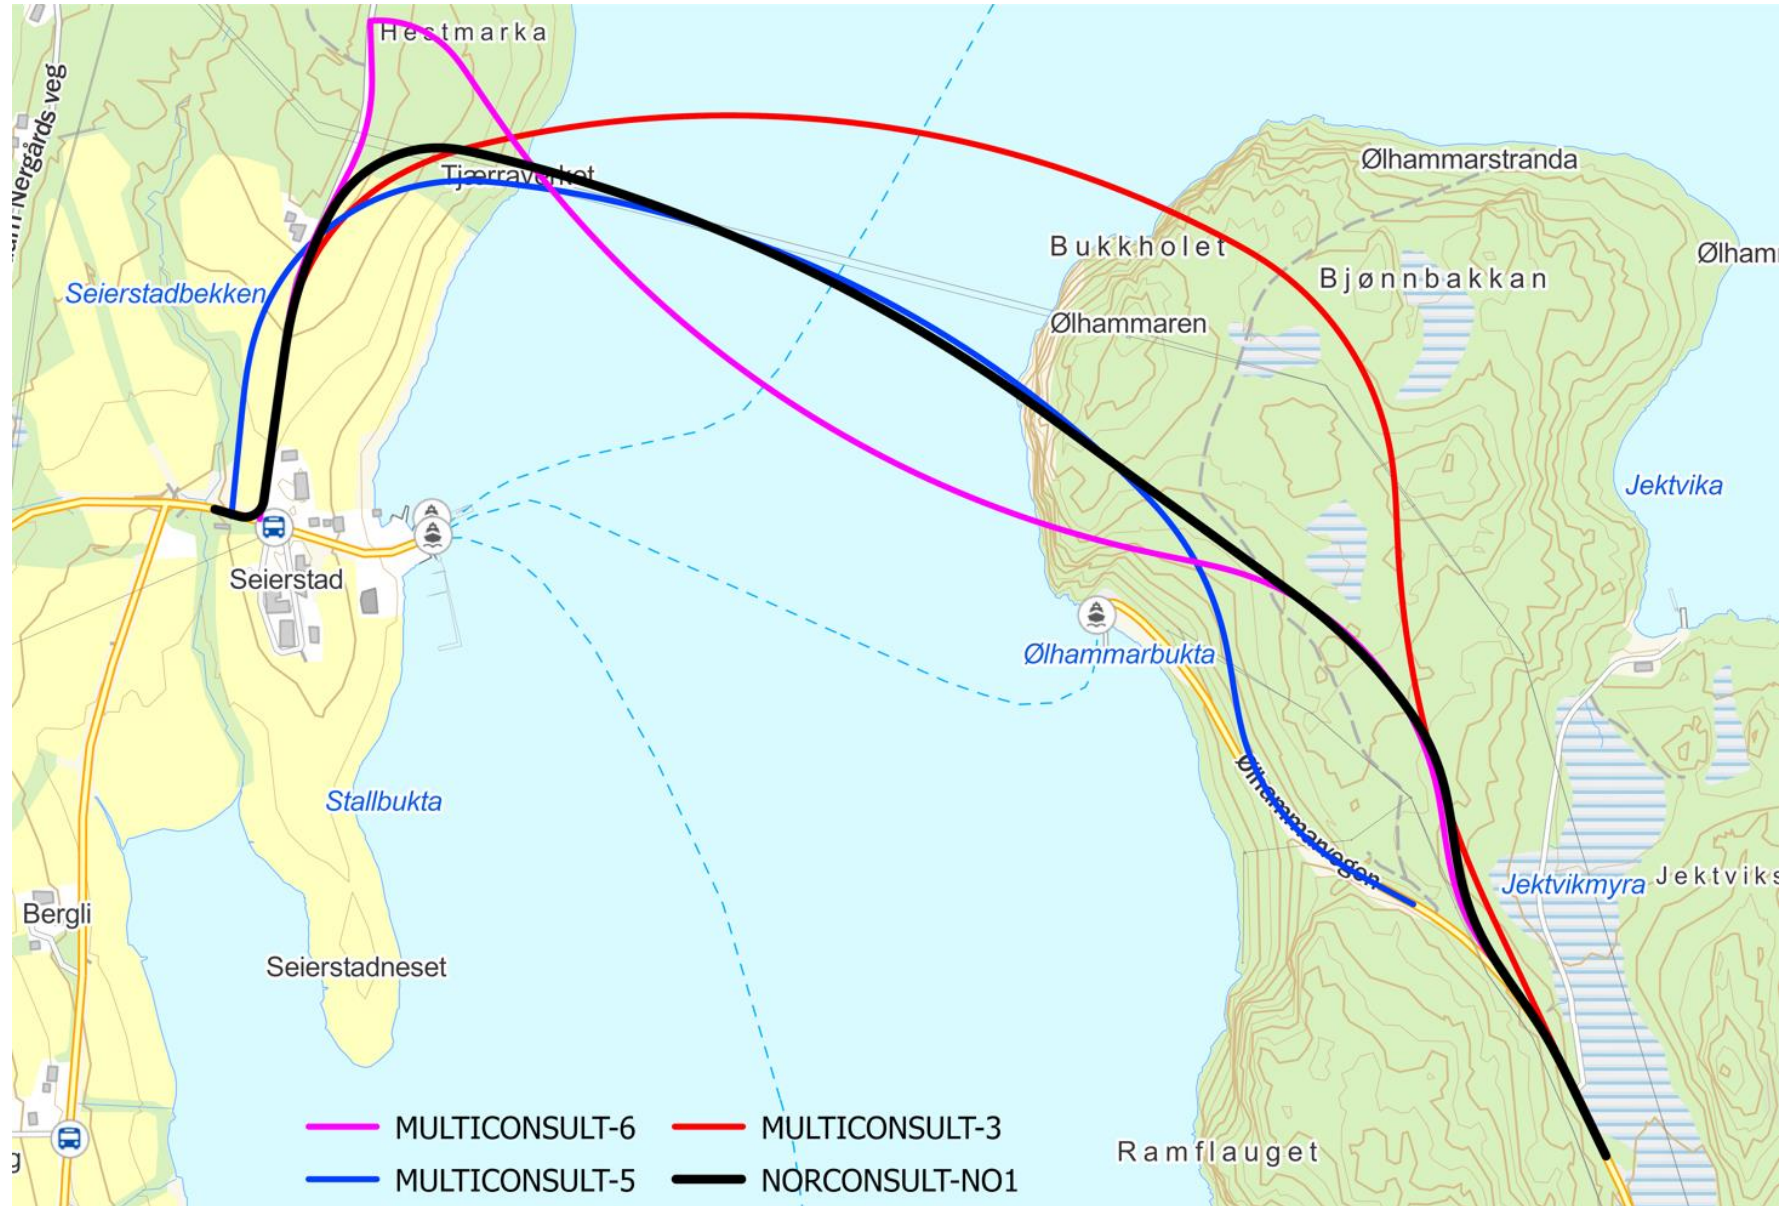 Hestmarka
Nergårds veg
Ølhammarstranda
Tjærraverket
Bukkholet
Bjønnbakkan
Seierstadbekken
Ølhammaren
Jektvika
Seierstad
Ølhammarbukta
Stallbukta
Ølhammarvegen
Bergli
Jektvikmyra
Jektviks
Seierstadneset
MULTICONSULT-6
MULTICONSULT-3
Ramflauget
MULTICONSULT-5
NORCONSULT-NO1